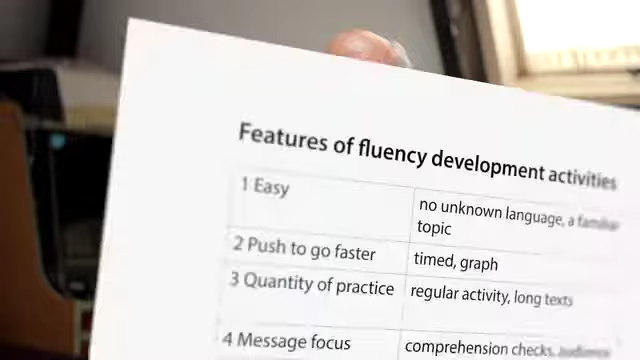 Features of fluency development activities
1 Easy
no unknown language, a familiar
topic
2 Push to go faster
timed, graph
3 Quantity of practice
regular activity, long texts
4 Message focus
comprehension checks, audience